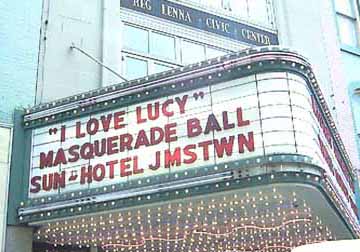 REG LENNA CIVIC CENTER
"I LOVE LUCY"
MASQUERADE BALL
SUN - HOTEL JMSTWN